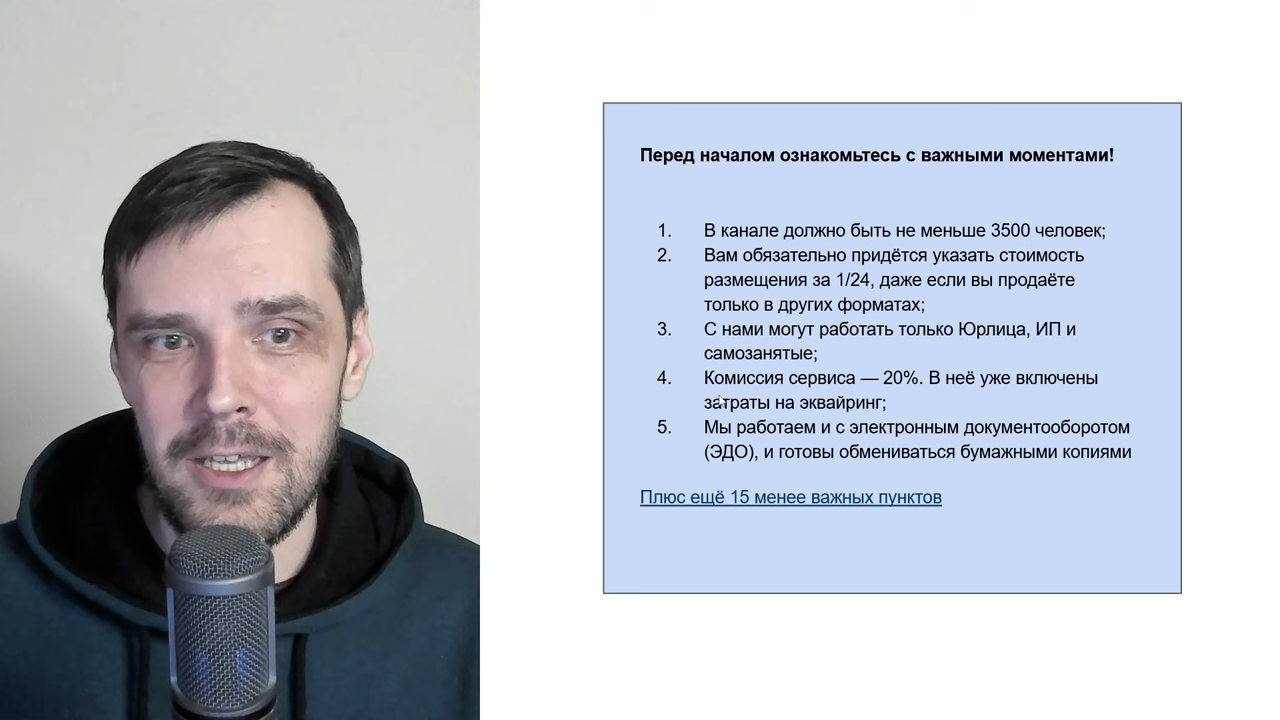 Перед началом ознакомьтесь с важными моментами!
1. В канале должно быть не меньше 3500 человек;
2. Вам обязательно придётся указать стоимость
размещения за 1/24, даже если вы продаёте
только в других форматах;
3. С нами могут работать только Юрлица, ИП и
самозанятые;
4. Комиссия сервиса — 20%. В неё уже включены
затраты на эквайринг;
5. Мы работаем и с электронным документооборотом
(ЭДО), и готовы обмениваться бумажными копиями
Плюс ещё 15 менее важных пунктов